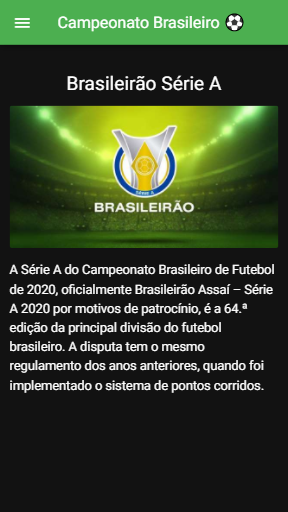 Campeonato Brasileiro ⚽
Brasileirão Série A
Série A
BRASILEIRÃO
A Série A do Campeonato Brasileiro de Futebol
de 2020, oficialmente Brasileirão Assaí – Série
A 2020 por motivos de patrocínio, é a 64.ª
edição da principal divisão do futebol
brasileiro. A disputa tem o mesmo
regulamento dos anos anteriores, quando foi
implementado o sistema de pontos corridos.